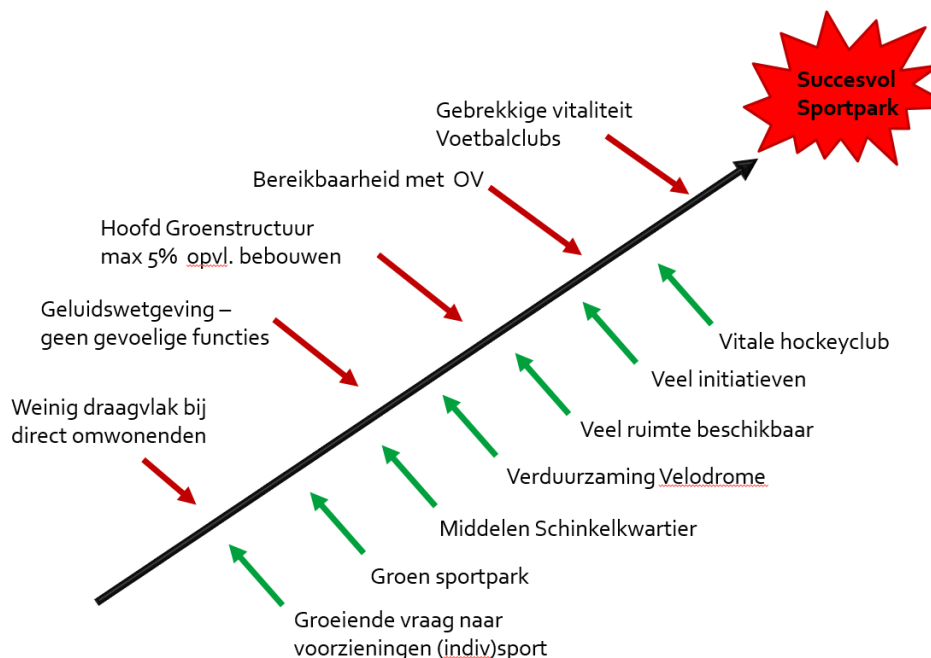 Succesvol
Sportpark
Gebrekkige vitaliteit
Voetbalclubs
Bereikbaarheid met OV
Hoofd Groenstructuur
max 5% opvl. bebouwen
Geluidswetgeving –
geen gevoelige functies
Weinig draagvlak bij
direct omwonenden
Vitale hockeyclub
Veel initiatieven
Veel ruimte beschikbaar
Verduurzaming Velodrome
Middelen Schinkelkwartier
Groen sportpark
Groeiende vraag naar
voorzieningen (indiv)sport